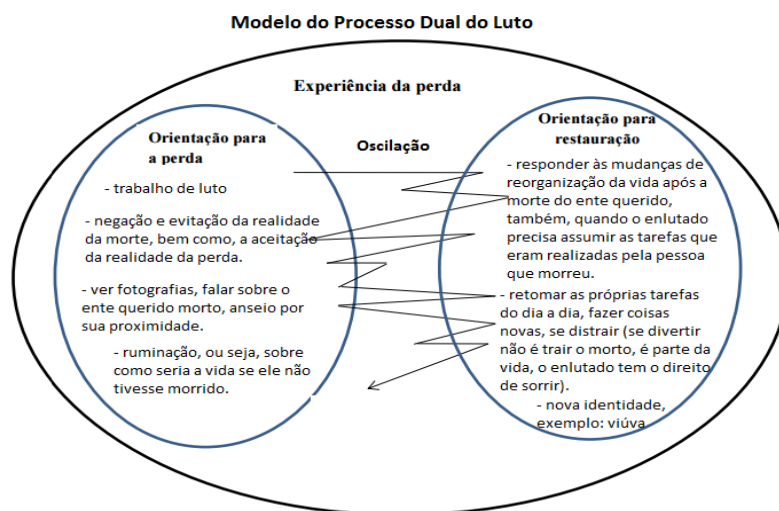 Modelo do Processo Dual do Luto
Experiência da perda
Orientação para
a perda
- trabalho de luto
- negação e evitação da realidade
da morte, bem como, a aceitação
da realidade da perda.
- ver fotografias, falar sobre o
ente querido morto, anseio por
sua proximidade.
- ruminação, ou seja, sobre
como seria a vida se ele não
tivesse morrido.
Oscilação
Orientação para
restauração
- responder às mudanças de
reorganização da vida após a
morte do ente querido,
também, quando o enlutado
precisa assumir as tarefas que
eram realizadas pela pessoa
que morreu.
- retomar as próprias tarefas
do dia a dia, fazer coisas
novas, se distrair (se divertir
não é trair o morto, é parte da
vida, o enlutado tem o direito
de sorrir).
- nova identidade,
exemplo: viúva